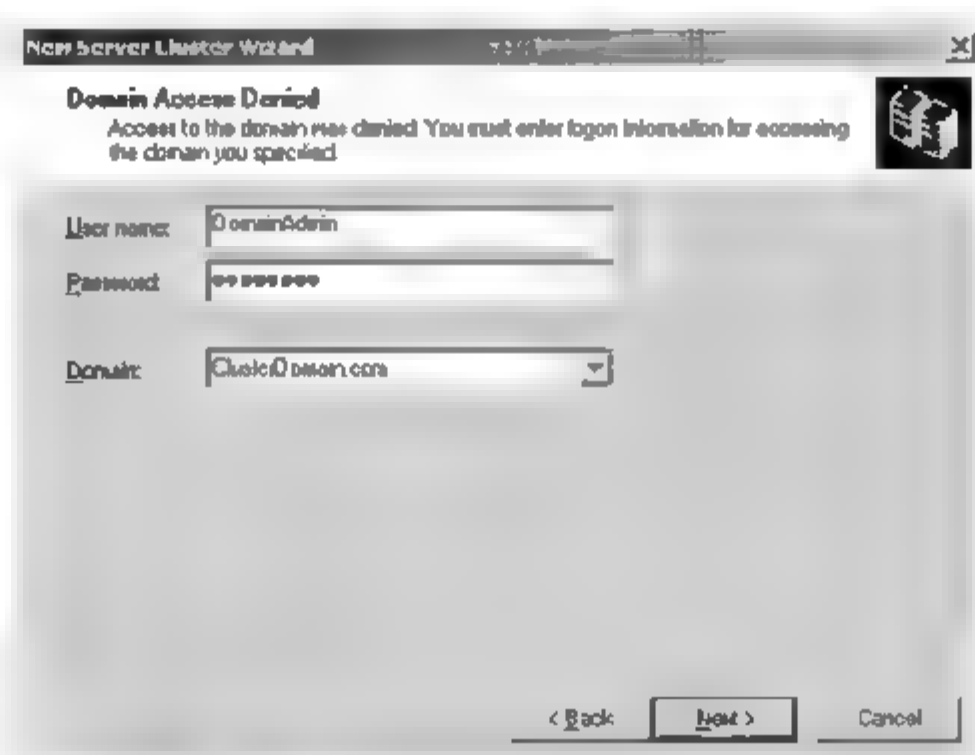 New Server Cluster Wizard
Domain Access Denied
Access to the domain was denied. You must enter logon information for accessing
the domain you specified.
User name:
DomainAdmin
Password:
Domain:
ClusterDomain.com
< Back
Next >
Cancel